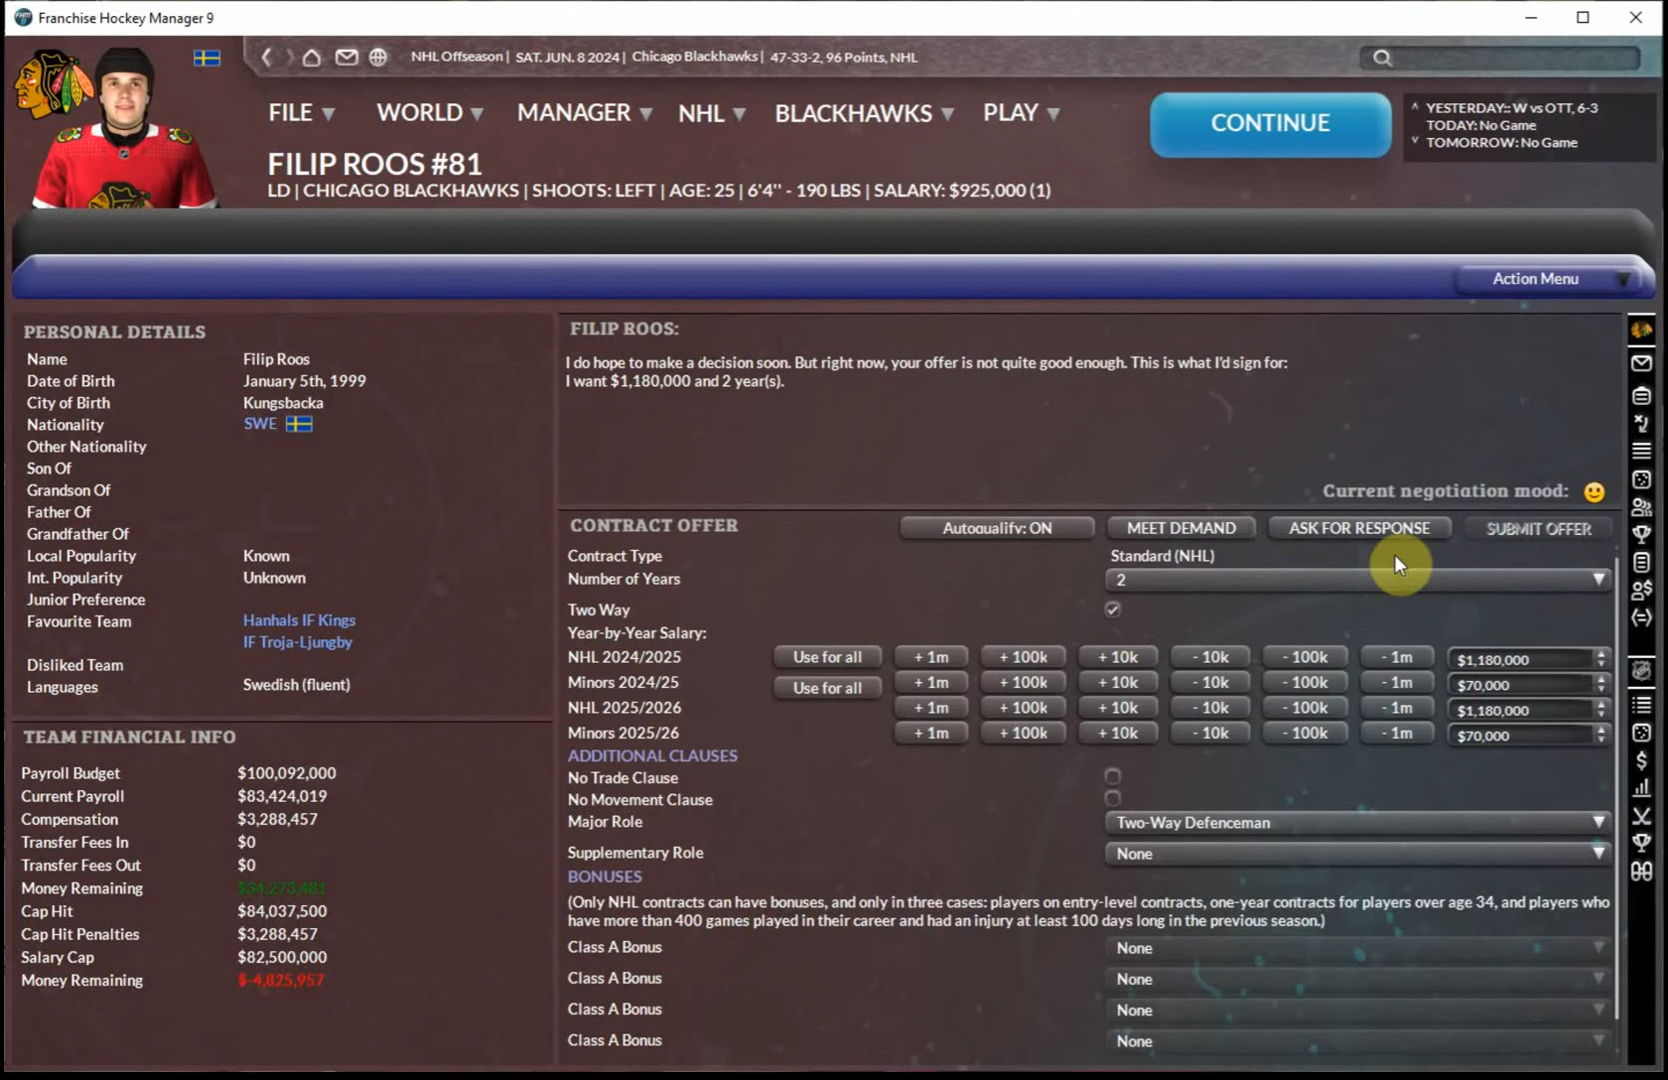 Franchise Hockey Manager 9
NHL Offseason | SAT. JUN. 8 2024 | Chicago Blackhawks | 47-33-2, 96 Points, NHL
FILE WORLD MANAGER NHL BLACKHAWKS PLAY
CONTINUE
YESTERDAY:: W vs OTT, 6-3
TODAY: No Game
TOMORROW: No Game
FILIP ROOS #81
LD | CHICAGO BLACKHAWKS | SHOOTS: LEFT | AGE: 25 | 6'4'' - 190 LBS | SALARY: $925,000 (1)
Action Menu
PERSONAL DETAILS
Name Filip Roos
Date of Birth January 5th, 1999
City of Birth Kungsbacka
Nationality SWE
Other Nationality
Son Of
Grandson Of
Father Of
Grandfather Of
Local Popularity Known
Int. Popularity Unknown
Junior Preference
Favourite Team Hanhals IF Kings
IF Troja-Ljungby
Disliked Team
Languages Swedish (fluent)
TEAM FINANCIAL INFO
Payroll Budget $100,092,000
Current Payroll $83,424,019
Compensation $3,288,457
Transfer Fees In $0
Transfer Fees Out $0
Money Remaining $34,273,481
Cap Hit $84,037,500
Cap Hit Penalties $3,288,457
Salary Cap $82,500,000
Money Remaining $-4,825,957
FILIP ROOS:
I do hope to make a decision soon. But right now, your offer is not quite good enough. This is what I'd sign for:
I want $1,180,000 and 2 year(s).
Current negotiation mood:
CONTRACT OFFER Autoqualify: ON MEET DEMAND ASK FOR RESPONSE SUBMIT OFFER
Contract Type Standard (NHL)
Number of Years 2
Two Way
Year-by-Year Salary:
NHL 2024/2025 Use for all + 1m + 100k + 10k - 10k - 100k - 1m $1,180,000
Minors 2024/25 Use for all + 1m + 100k + 10k - 10k - 100k - 1m $70,000
NHL 2025/2026 + 1m + 100k + 10k - 10k - 100k - 1m $1,180,000
Minors 2025/26 + 1m + 100k + 10k - 10k - 100k - 1m $70,000
ADDITIONAL CLAUSES
No Trade Clause
No Movement Clause
Major Role Two-Way Defenceman
Supplementary Role None
BONUSES
(Only NHL contracts can have bonuses, and only in three cases: players on entry-level contracts, one-year contracts for players over age 34, and players who
have more than 400 games played in their career and had an injury at least 100 days long in the previous season.)
Class A Bonus None
Class A Bonus None
Class A Bonus None
Class A Bonus None